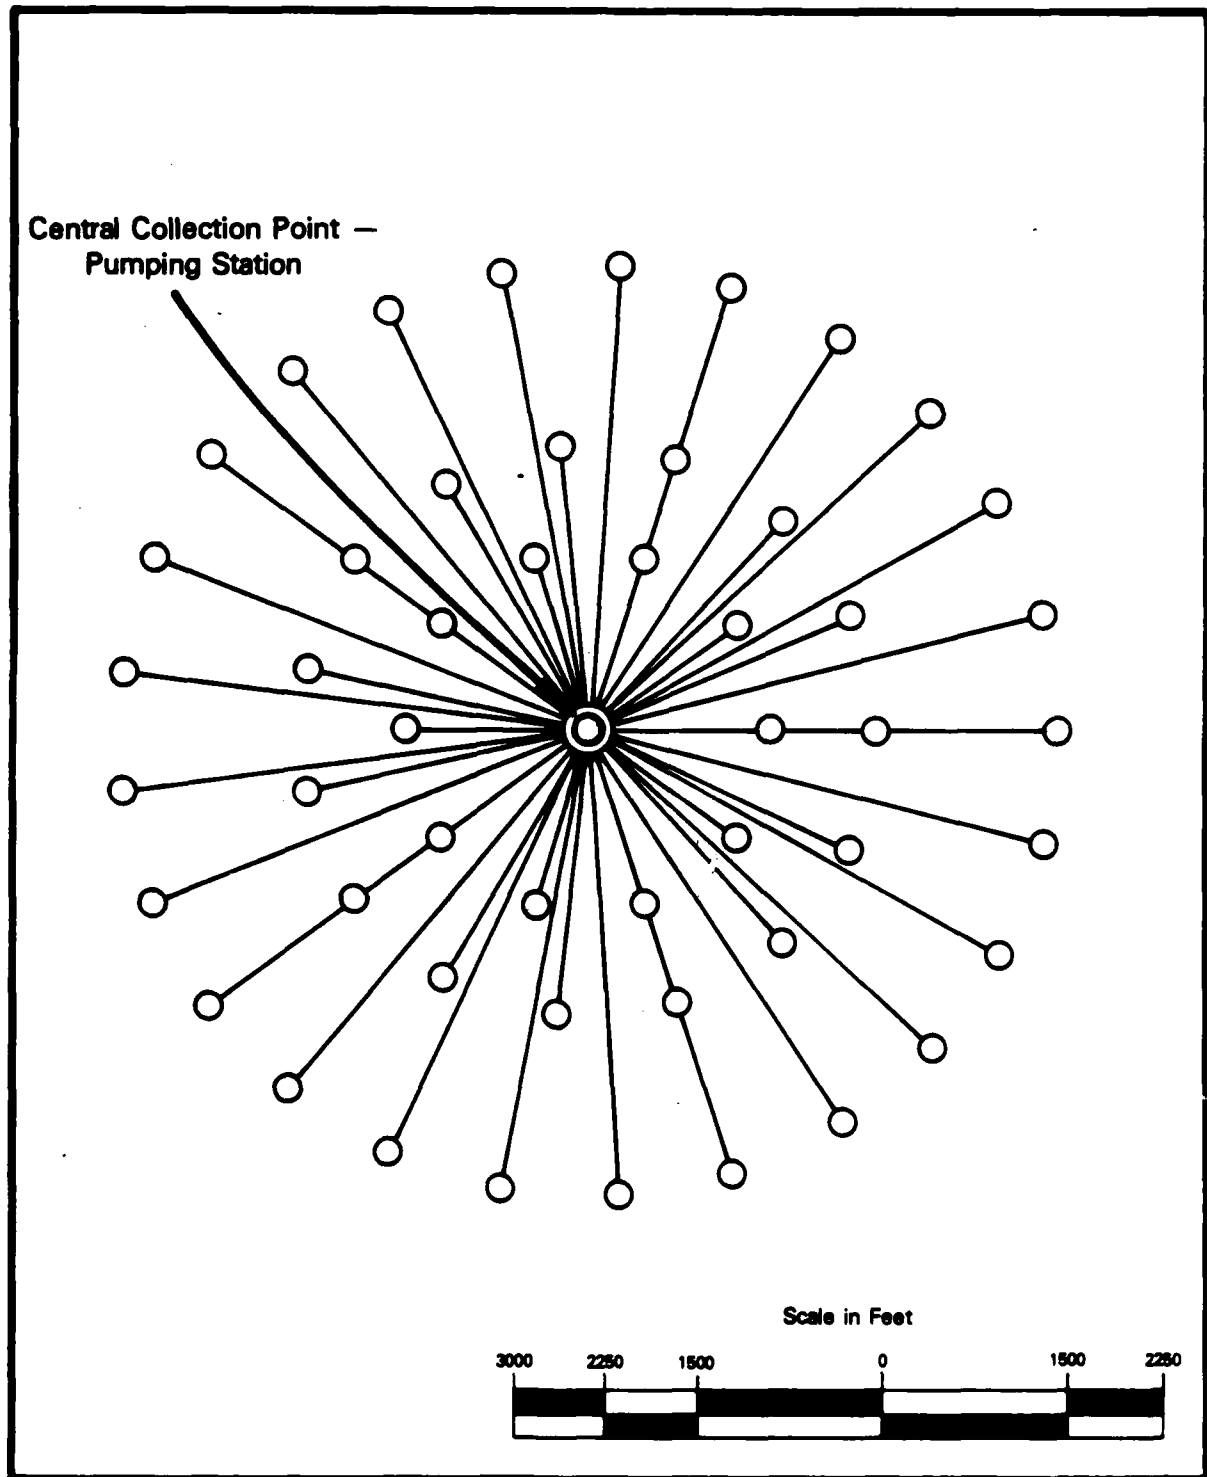 Central Collection Point —
Pumping Station
Scale in Feet
3000 2250 1500 0 1500 2250